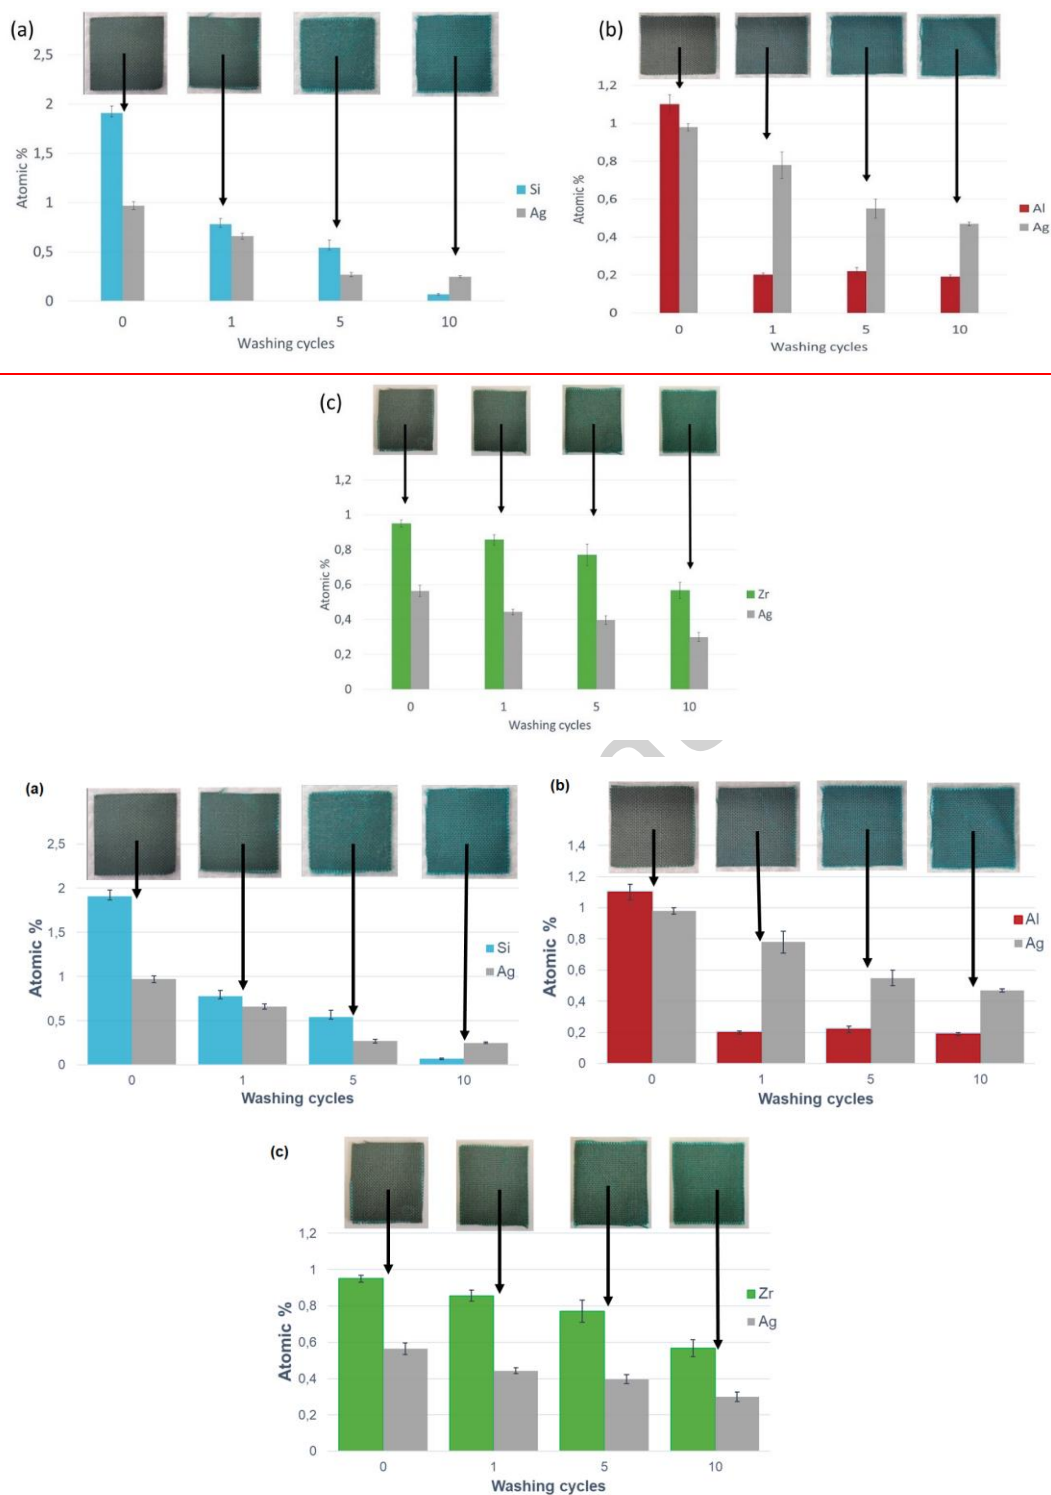 (a)
2,5
2
1,5
1
0,5
0
Atomic %
0 1 5 10
Washing cycles
Si
Ag
(b)
1,2
1
0,8
0,6
0,4
0,2
0
Atomic %
0 1 5 10
Washing cycles
Al
Ag
(c)
1,2
1
0,8
0,6
0,4
0,2
0
Atomic %
0 1 5 10
Washing cycles
Zr
Ag
(a)
2,5
2
1,5
1
0,5
0
Atomic %
0 1 5 10
Washing cycles
Si
Ag
(b)
1,4
1,2
1
0,8
0,6
0,4
0,2
0
Atomic %
0 1 5 10
Washing cycles
Al
Ag
(c)
1,2
1
0,8
0,6
0,4
0,2
0
Atomic %
0 1 5 10
Washing cycles
Zr
Ag